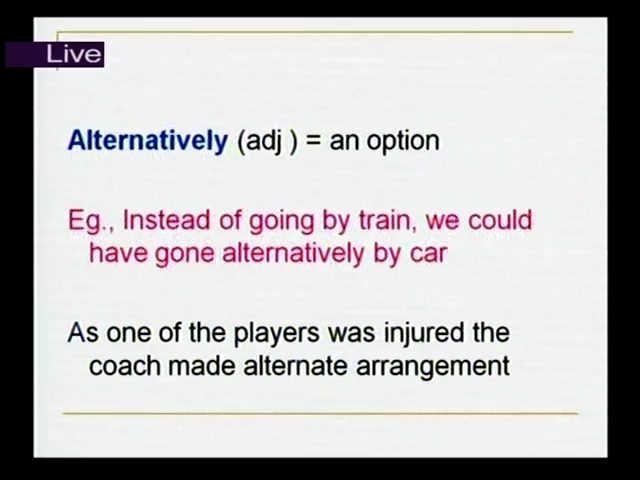 Live
Alternatively (adj ) = an option
Eg., Instead of going by train, we could
have gone alternatively by car
As one of the players was injured the
coach made alternate arrangement